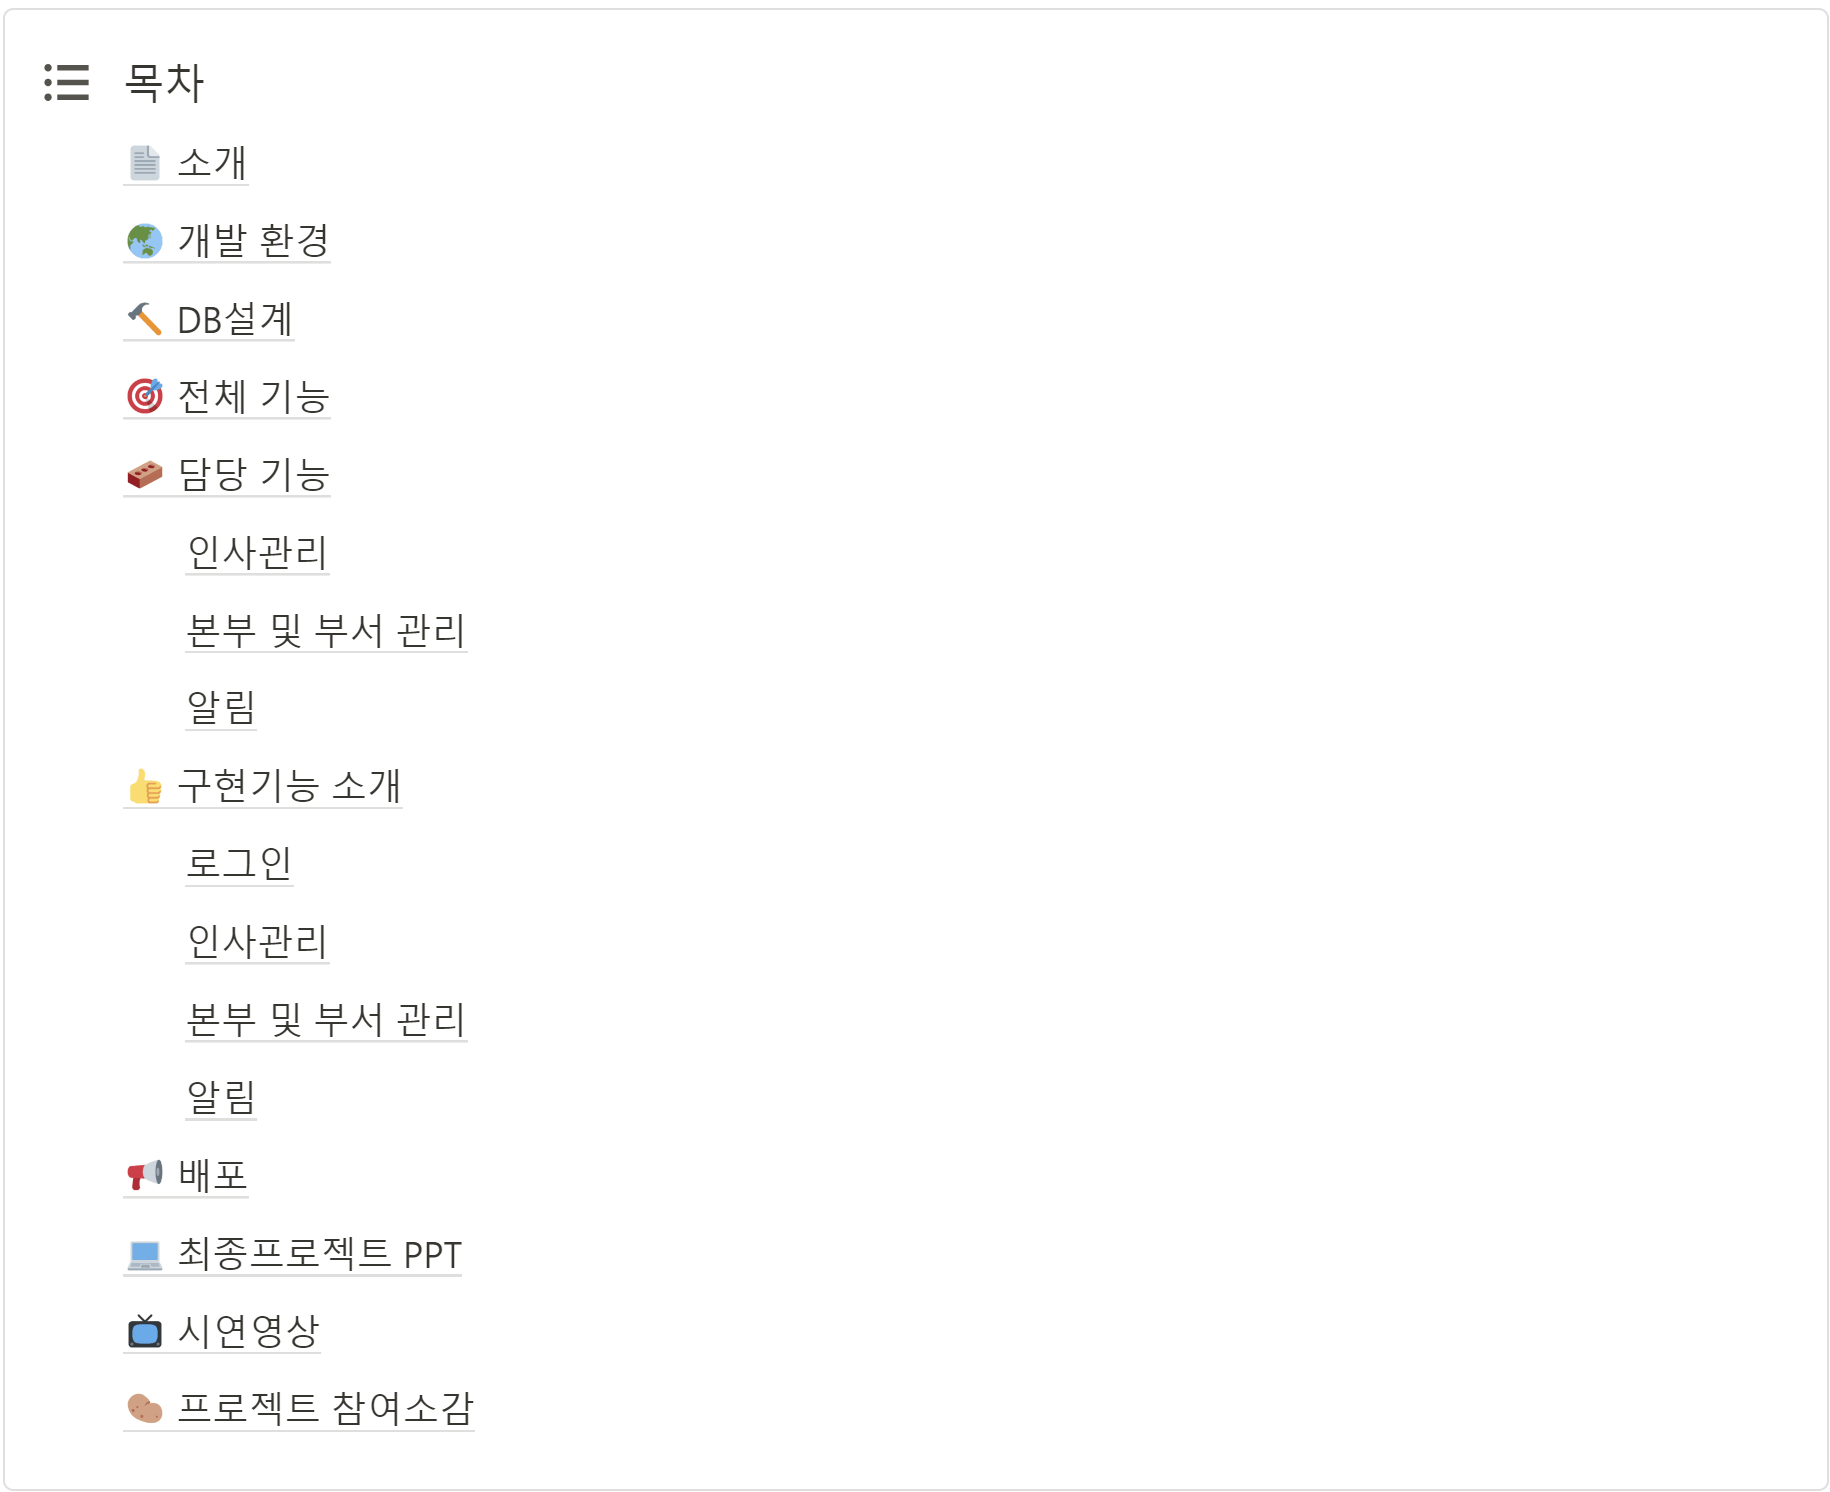 목차
소개
개발 환경
DB설계
전체 기능
담당 기능
인사관리
본부 및 부서 관리
알림
구현기능 소개
로그인
인사관리
본부 및 부서 관리
알림
배포
최종프로젝트 PPT
시연영상
프로젝트 참여소감